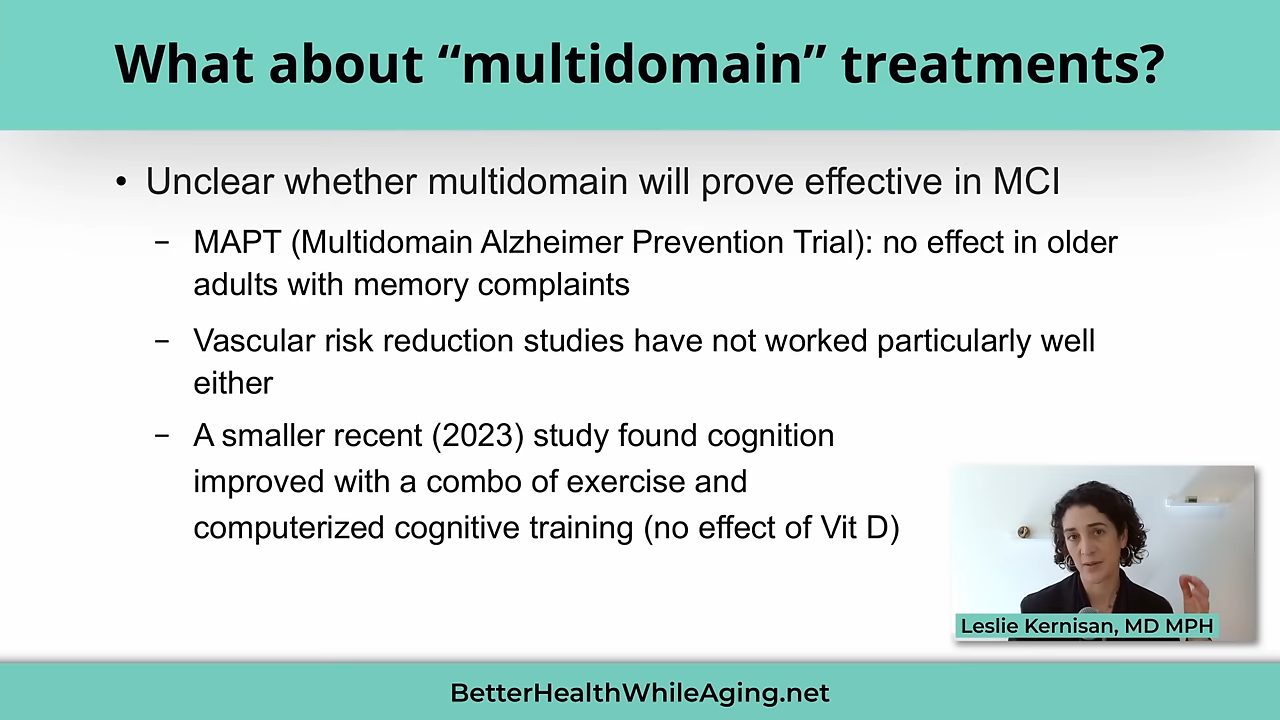 What about “multidomain” treatments?
• Unclear whether multidomain will prove effective in MCI
− MAPT (Multidomain Alzheimer Prevention Trial): no effect in older
adults with memory complaints
− Vascular risk reduction studies have not worked particularly well
either
− A smaller recent (2023) study found cognition
improved with a combo of exercise and
computerized cognitive training (no effect of Vit D)
Leslie Kernisan, MD MPH
BetterHealthWhileAging.net